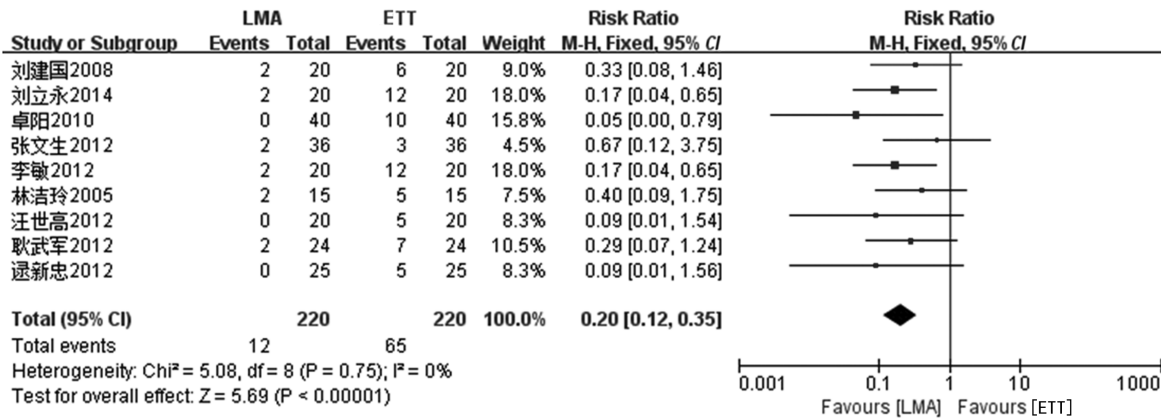 LMA ETT Risk Ratio Risk Ratio
Study or Subgroup Events Total Events Total Weight M-H, Fixed, 95% CI M-H, Fixed, 95% CI
刘建国2008 2 20 6 20 9.0% 0.33 [0.08, 1.46]
刘立永2014 2 20 12 20 18.0% 0.17 [0.04, 0.65]
卓阳2010 0 40 10 40 15.8% 0.05 [0.00, 0.79]
张文生2012 2 36 3 36 4.5% 0.67 [0.12, 3.75]
李敏2012 2 20 12 20 18.0% 0.17 [0.04, 0.65]
林洁玲2005 2 15 5 15 7.5% 0.40 [0.09, 1.75]
汪世高2012 0 20 5 20 8.3% 0.09 [0.01, 1.54]
耿武军2012 2 24 7 24 10.5% 0.29 [0.07, 1.24]
逯新忠2012 0 25 5 25 8.3% 0.09 [0.01, 1.56]
Total (95% CI) 220 220 100.0% 0.20 [0.12, 0.35]
Total events 12 65
Heterogeneity: Chi² = 5.08, df = 8 (P = 0.75); I² = 0%
Test for overall effect: Z = 5.69 (P < 0.00001)
0.001 0.1 1 10 1000
Favours [LMA] Favours [ETT]